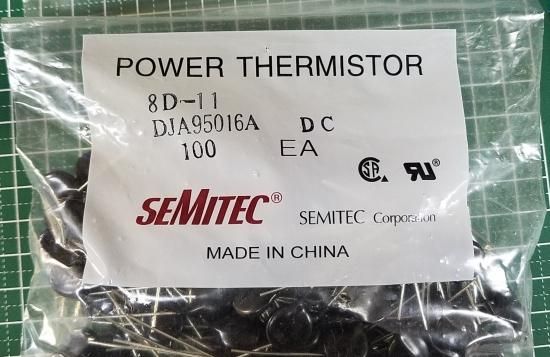 POWER THERMISTOR
8D-11
DJA95016A DC
100 EA
SEMITEC® SEMITEC Corporation
MADE IN CHINA